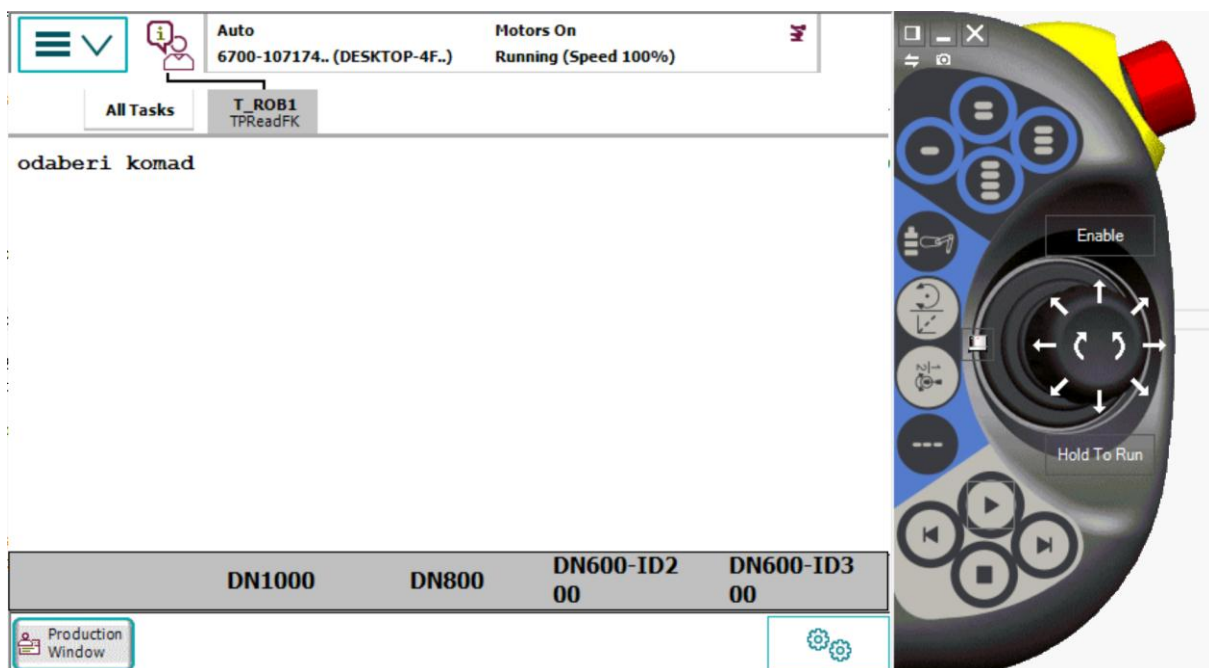 Auto
Motors On
6700-107174.. (DESKTOP-4F..)
Running (Speed 100%)
All Tasks
T_ROB1
TPReadFK
odaberi komad
Enable
Hold To Run
DN1000
DN800
DN600-ID2
00
DN600-ID3
00
Production
Window